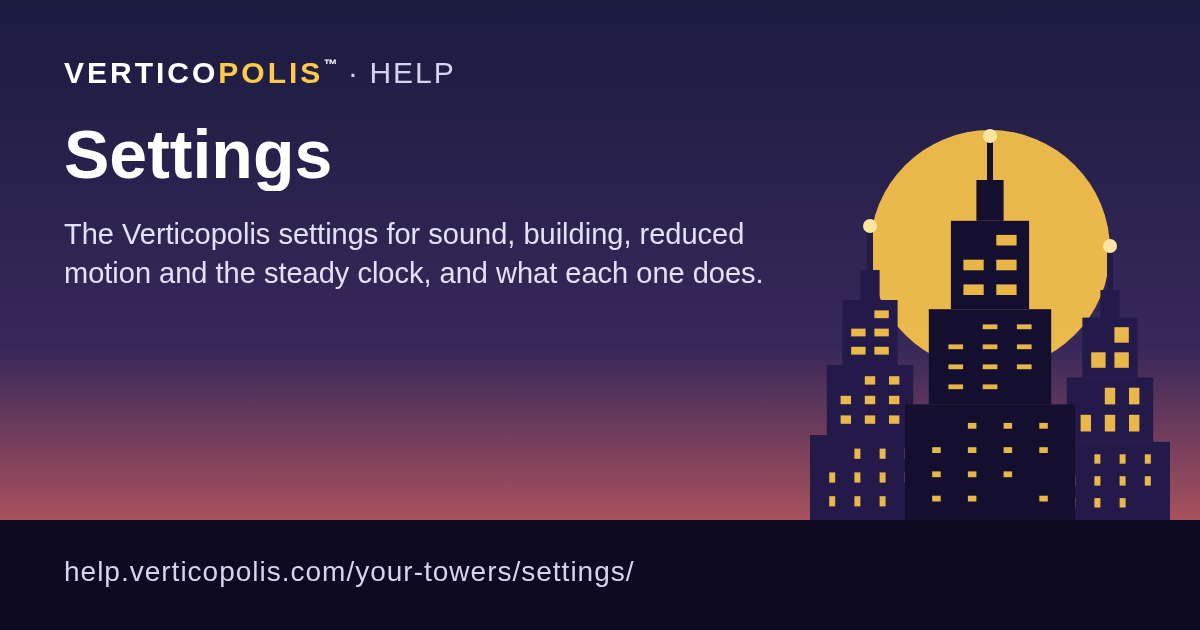 VERTICOPOLIS™ · HELP
Settings
The Verticopolis settings for sound, building, reduced
motion and the steady clock, and what each one does.
help.verticopolis.com/your-towers/settings/